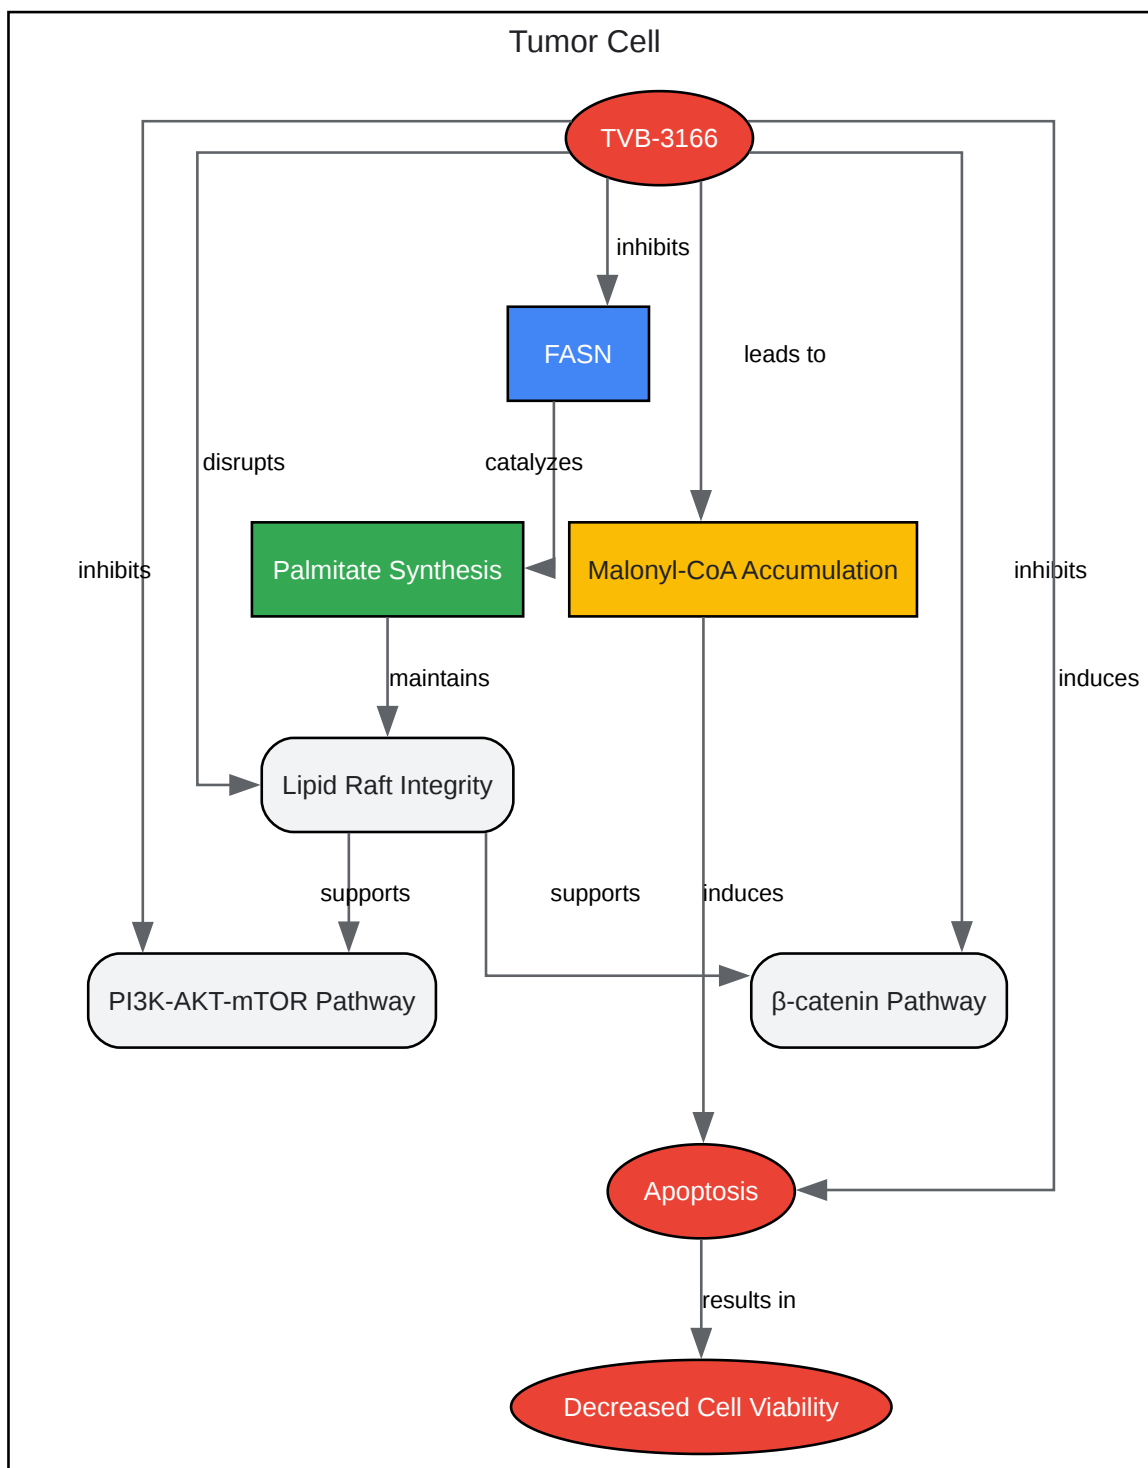 Tumor Cell
TVB-3166
inhibits
FASN
leads to
disrupts
catalyzes
Palmitate Synthesis
Malonyl-CoA Accumulation
inhibits
inhibits
maintains
induces
Lipid Raft Integrity
supports
supports
induces
PI3K-AKT-mTOR Pathway
β-catenin Pathway
Apoptosis
results in
Decreased Cell Viability